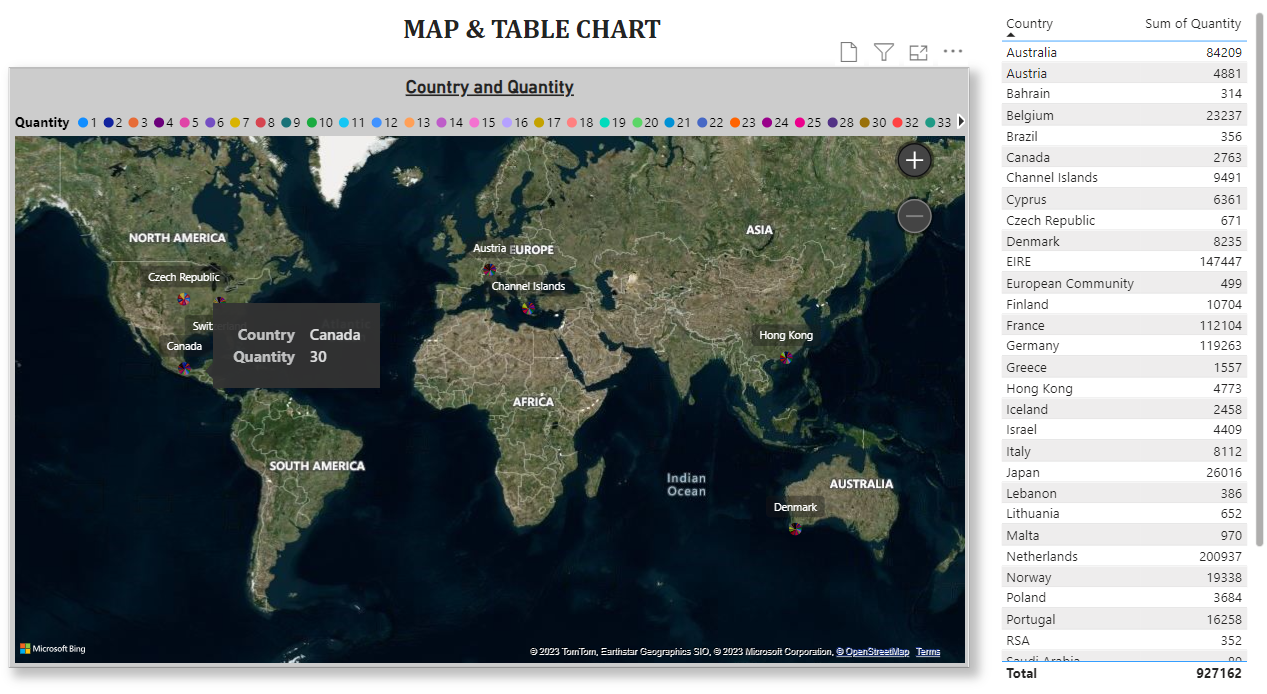 MAP & TABLE CHART
Country and Quantity
Quantity 1 2 3 4 5 6 7 8 9 10 11 12 13 14 15 16 17 18 19 20 21 22 23 24 25 28 30 32 33
NORTH AMERICA
ASIA
Austria
EUROPE
Czech Republic
Channel Islands
Canada
Hong Kong
Country Canada
Quantity 30
AFRICA
SOUTH AMERICA
Indian
Ocean
AUSTRALIA
Denmark
Microsoft Bing
© 2023 TomTom, Earthstar Geographics SIO, © 2023 Microsoft Corporation, © OpenStreetMap Terms
Country Sum of Quantity
Australia 84209
Austria 4881
Bahrain 314
Belgium 23237
Brazil 356
Canada 2763
Channel Islands 9491
Cyprus 6361
Czech Republic 671
Denmark 8235
EIRE 147447
European Community 499
Finland 10704
France 112104
Germany 119263
Greece 1557
Hong Kong 4773
Iceland 2458
Israel 4409
Italy 8112
Japan 26016
Lebanon 386
Lithuania 652
Malta 970
Netherlands 200937
Norway 19338
Poland 3684
Portugal 16258
RSA 352
Saudi Arabia 80
Total 927162